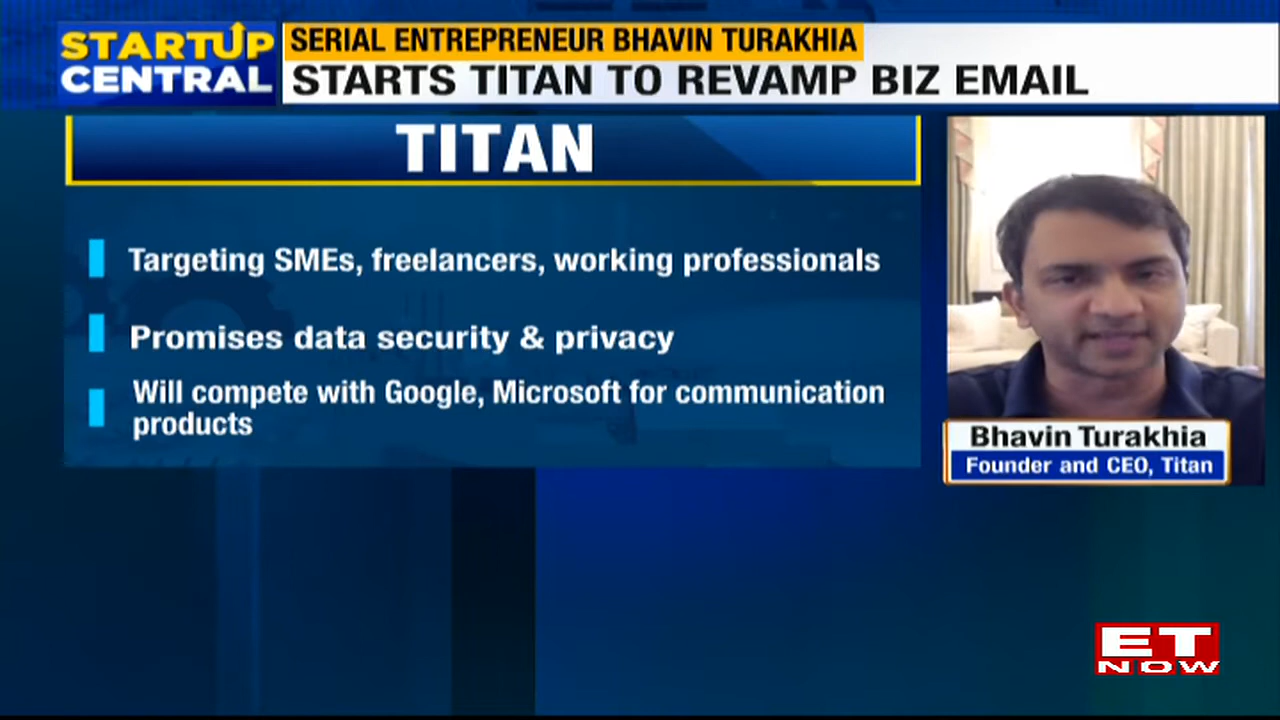 STARTUP
CENTRAL
SERIAL ENTREPRENEUR BHAVIN TURAKHIA
STARTS TITAN TO REVAMP BIZ EMAIL
TITAN
Targeting SMEs, freelancers, working professionals
Promises data security & privacy
Will compete with Google, Microsoft for communication
products
Bhavin Turakhia
Founder and CEO, Titan
ET
NOW